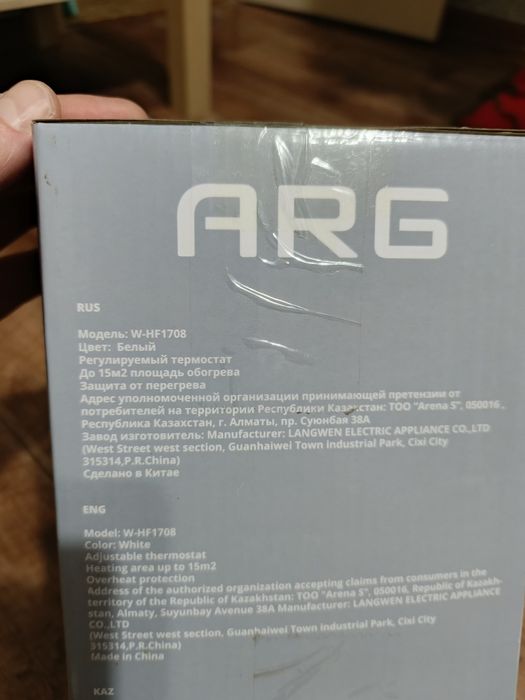 ARG
RUS
Модель: W-HF1708
Цвет: Белый
Регулируемый термостат
До 15м2 площадь обогрева
Защита от перегрева
Адрес уполномоченной организации принимающей претензии от
потребителей на территории Республики Казахстан: ТОО "Arena S", 050016,
Республика Казахстан, г. Алматы, пр. Суюнбая 38А
Завод изготовитель: Manufacturer: LANGWEN ELECTRIC APPLIANCE CO.,LTD
(West Street west section, Guanhaiwei Town industrial Park, Cixi City
315314,P.R.China)
Сделано в Китае
ENG
Model: W-HF1708
Color: White
Adjustable thermostat
Heating area up to 15m2
Overheat protection
Address of the authorized organization accepting claims from consumers in the
territory of the Republic of Kazakhstan: TOO "Arena S", 050016, Republic of Kazakh-
stan, Almaty, Suyunbay Avenue 38A Manufacturer: LANGWEN ELECTRIC APPLIANCE
CO.,LTD
(West Street west section, Guanhaiwei Town industrial Park, Cixi City
315314,P.R.China)
Made in China
KAZ